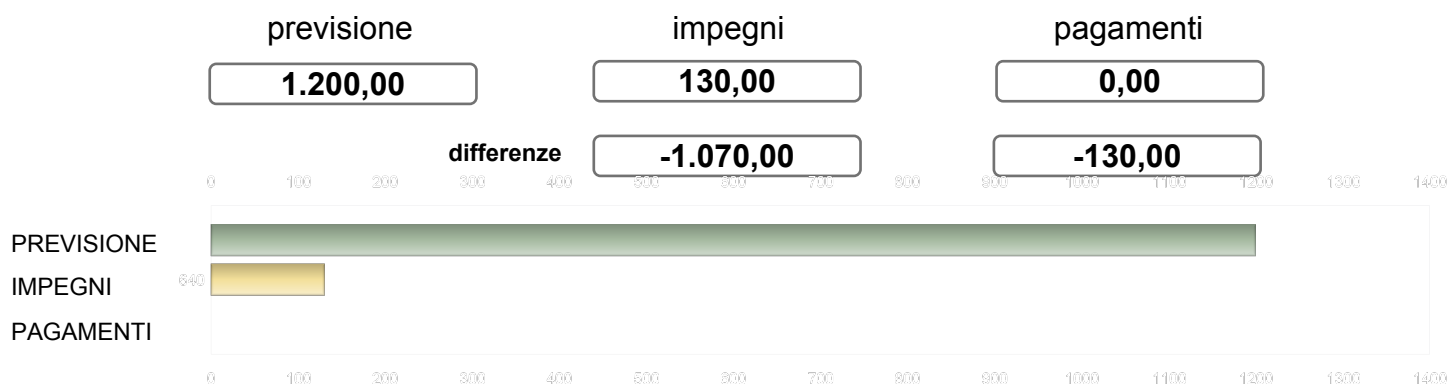 previsione impegni pagamenti
1.200,00 130,00 0,00
differenze -1.070,00 -130,00
0 100 200 300 400 500 600 700 800 900 1000 1100 1200 1300 1400
PREVISIONE
640
IMPEGNI
PAGAMENTI
0 100 200 300 400 500 600 700 800 900 1000 1100 1200 1300 1400